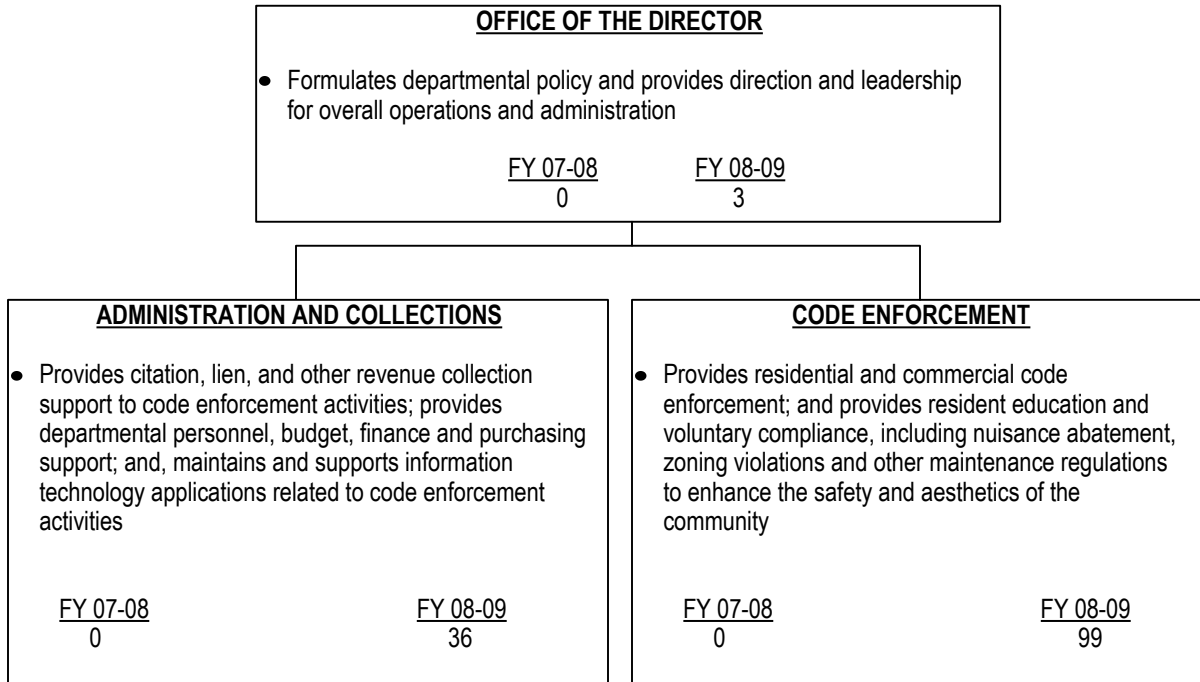 OFFICE OF THE DIRECTOR
• Formulates departmental policy and provides direction and leadership
for overall operations and administration
FY 07-08 FY 08-09
0 3
ADMINISTRATION AND COLLECTIONS
• Provides citation, lien, and other revenue collection
support to code enforcement activities; provides
departmental personnel, budget, finance and purchasing
support; and, maintains and supports information
technology applications related to code enforcement
activities
FY 07-08 FY 08-09
0 36
CODE ENFORCEMENT
• Provides residential and commercial code
enforcement; and provides resident education and
voluntary compliance, including nuisance abatement,
zoning violations and other maintenance regulations
to enhance the safety and aesthetics of the
community
FY 07-08 FY 08-09
0 99